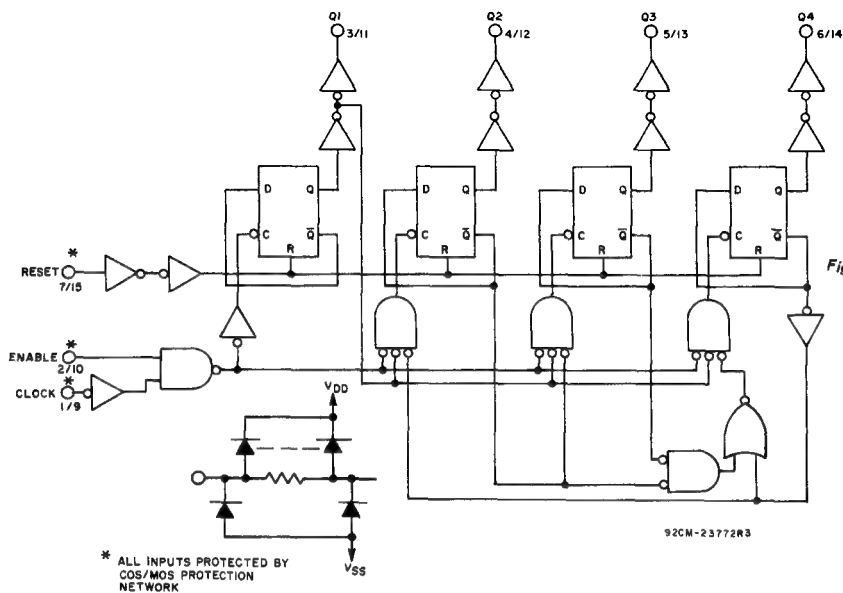 Q1
3/11
Q2
4/12
Q3
5/13
Q4
6/14
D Q
C Q̅
R
D Q
C Q̅
R
D Q
C Q̅
R
D Q
C Q̅
R
Fig
*
RESET
7/15
*
ENABLE
2/10
*
CLOCK
1/9
VDD
VSS
92CM-23772R3
* ALL INPUTS PROTECTED BY
COS/MOS PROTECTION
NETWORK